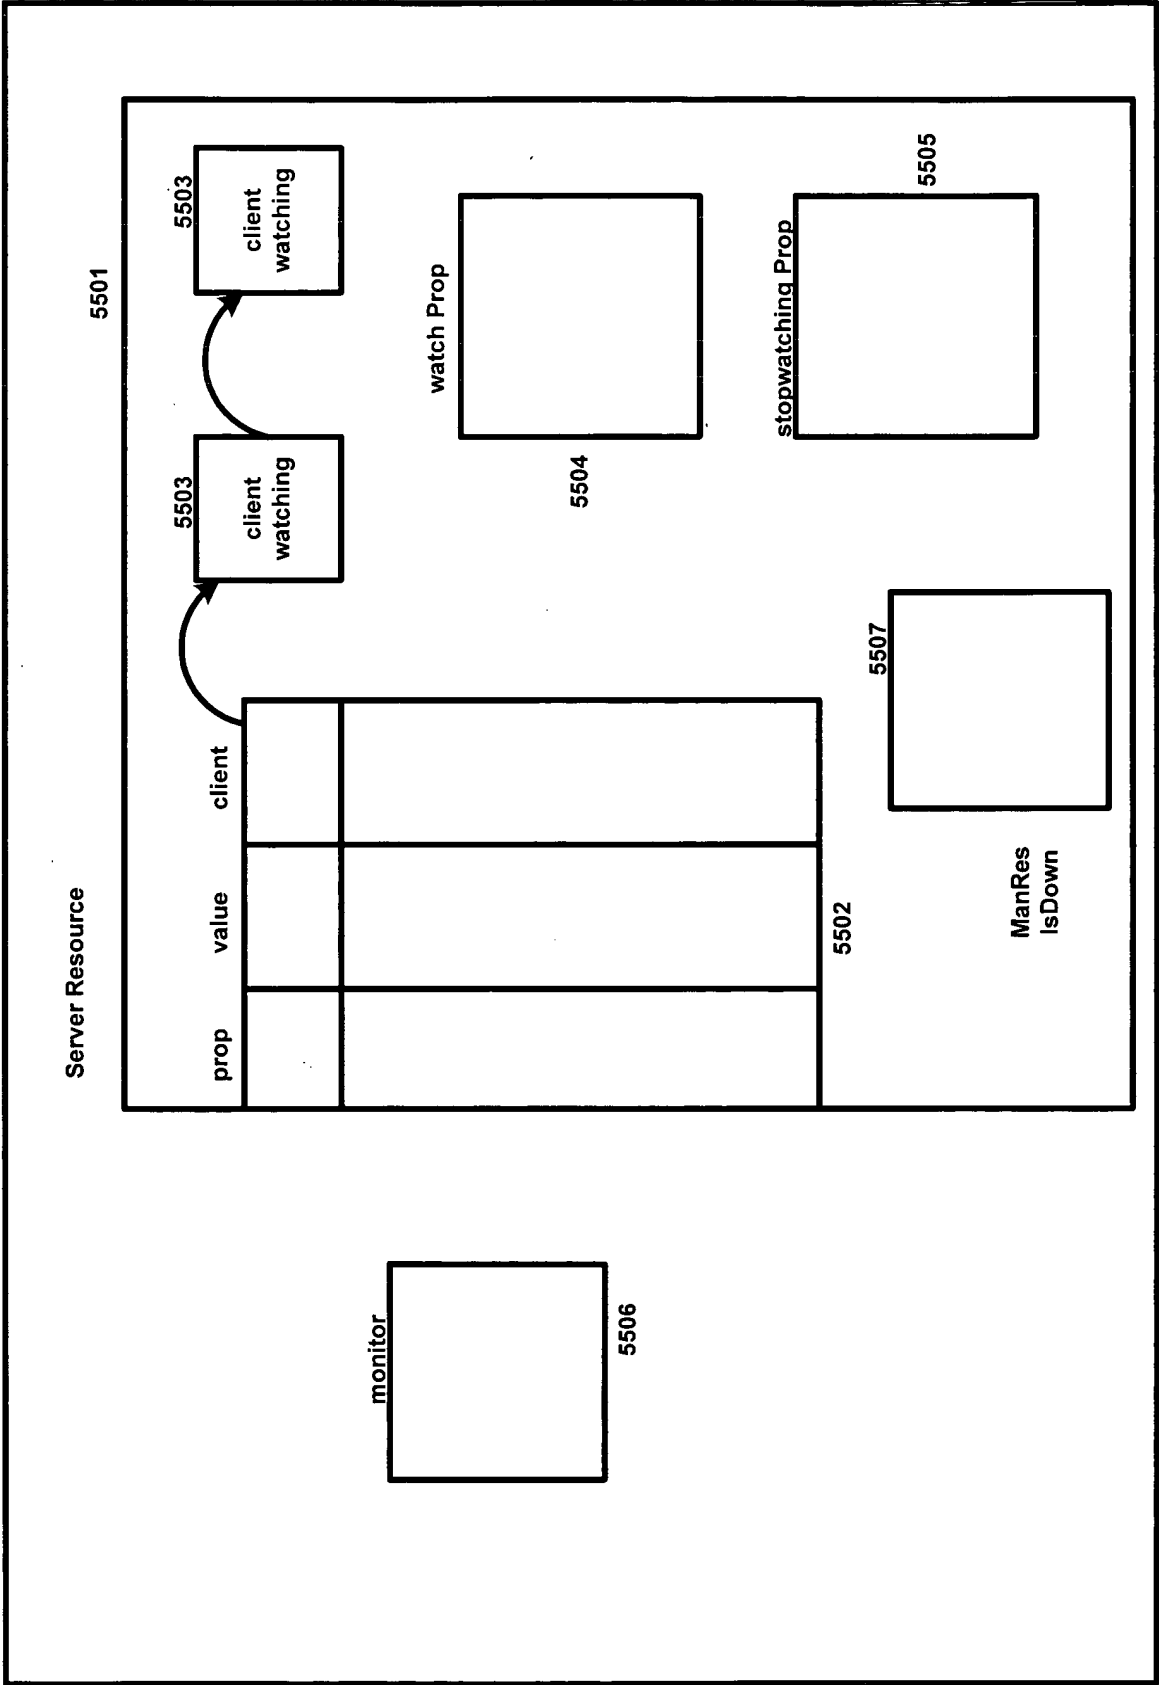 Server Resource
5501
prop
value
client
5503
client
watching
5503
client
watching
5502
watch Prop
5504
stopwatching Prop
5505
5507
ManRes
IsDown
monitor
5506